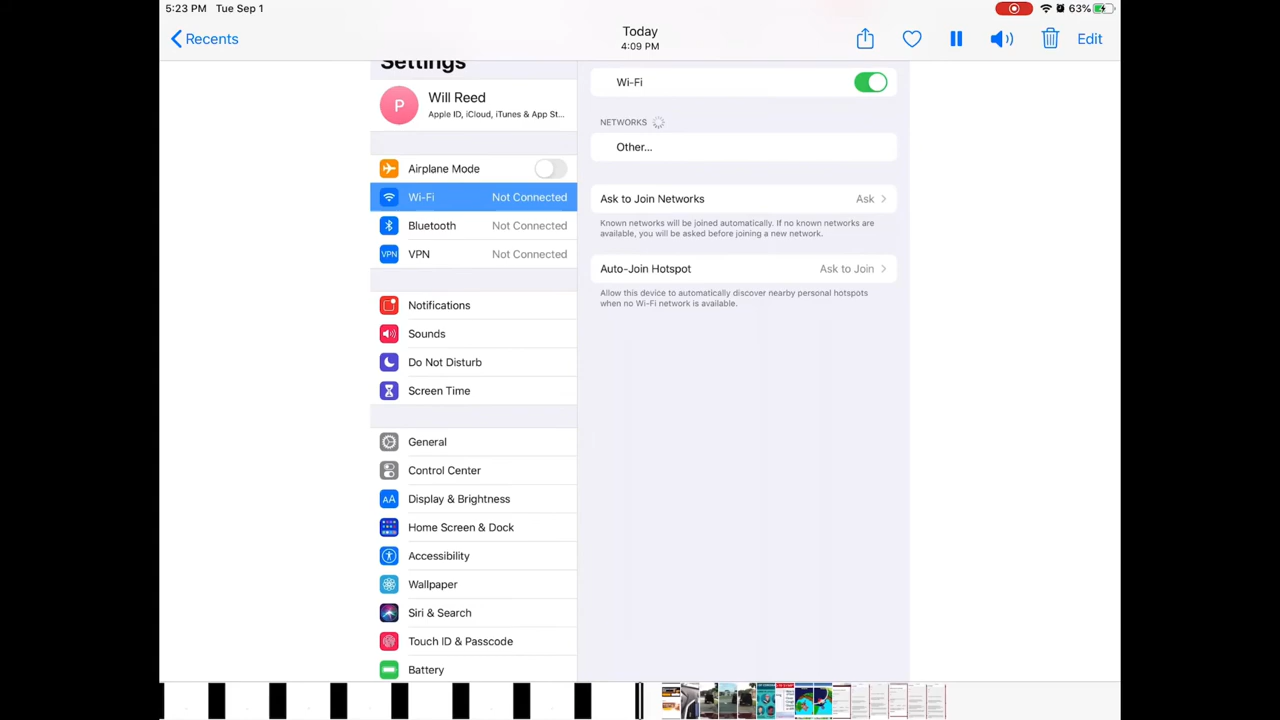 5:23 PM Tue Sep 1
63%
Recents
Today
4:09 PM
Edit
Settings
P
Will Reed
Apple ID, iCloud, iTunes & App St...
Airplane Mode
Wi-Fi Not Connected
Bluetooth Not Connected
VPN VPN Not Connected
Notifications
Sounds
Do Not Disturb
Screen Time
General
Control Center
AA Display & Brightness
Home Screen & Dock
Accessibility
Wallpaper
Siri & Search
Touch ID & Passcode
Battery
Wi-Fi
NETWORKS
Other...
Ask to Join Networks Ask
Known networks will be joined automatically. If no known networks are
available, you will be asked before joining a new network.
Auto-Join Hotspot Ask to Join
Allow this device to automatically discover nearby personal hotspots
when no Wi-Fi network is available.